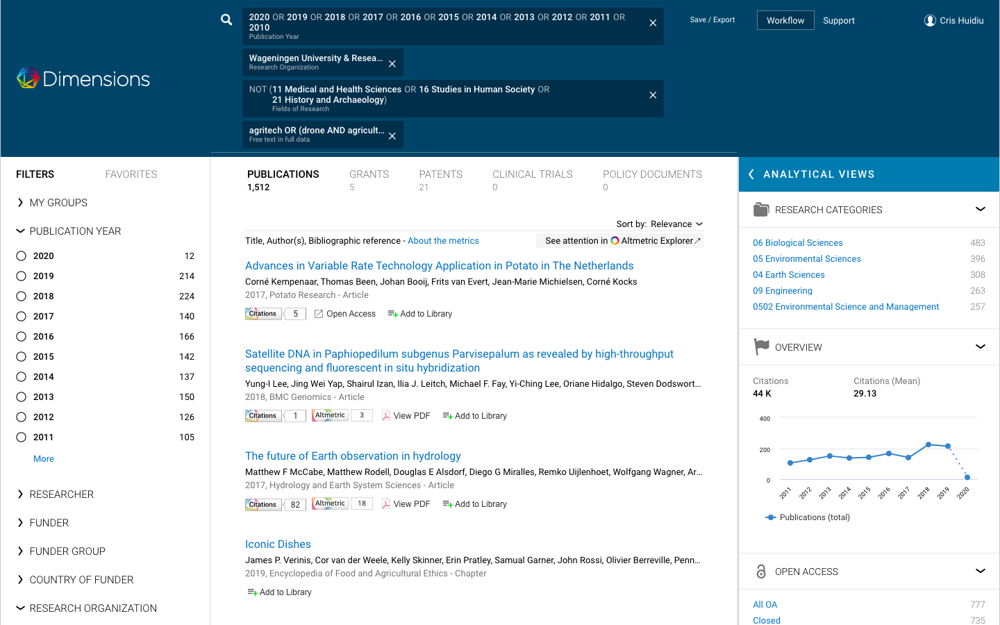 2020 OR 2019 OR 2018 OR 2017 OR 2016 OR 2015 OR 2014 OR 2013 OR 2012 OR 2011 OR
2010
Publication Year
Save / Export
Workflow
Support
Cris Huidiu
Wageningen University & Resea...
Research Organization
Dimensions
NOT (11 Medical and Health Sciences OR 16 Studies in Human Society OR
21 History and Archaeology)
Fields of Research
agritech OR (drone AND agricult...
Free text in full data
FILTERS
FAVORITES
MY GROUPS
PUBLICATION YEAR
2020 12
2019 214
2018 224
2017 140
2016 166
2015 142
2014 137
2013 150
2012 126
2011 105
More
RESEARCHER
FUNDER
FUNDER GROUP
COUNTRY OF FUNDER
RESEARCH ORGANIZATION
PUBLICATIONS
1,512
GRANTS
5
PATENTS
21
CLINICAL TRIALS
0
POLICY DOCUMENTS
0
Sort by: Relevance
Title, Author(s), Bibliographic reference - About the metrics
See attention in Altmetric Explorer
Advances in Variable Rate Technology Application in Potato in The Netherlands
Corné Kempenaar, Thomas Been, Johan Booij, Frits van Evert, Jean-Marie Michielsen, Corné Kocks
2017, Potato Research - Article
Citations 5 Open Access Add to Library
Satellite DNA in Paphiopedilum subgenus Parvisepalum as revealed by high-throughput
sequencing and fluorescent in situ hybridization
Yung-I Lee, Jing Wei Yap, Shairul Izan, Ilia J. Leitch, Michael F. Fay, Yi-Ching Lee, Oriane Hidalgo, Steven Dodswort...
2018, BMC Genomics - Article
Citations 1 Altmetric 3 View PDF Add to Library
The future of Earth observation in hydrology
Matthew F McCabe, Matthew Rodell, Douglas E Alsdorf, Diego G Miralles, Remko Uijlenhoet, Wolfgang Wagner, Ar...
2017, Hydrology and Earth System Sciences - Article
Citations 82 Altmetric 18 View PDF Add to Library
Iconic Dishes
James P. Verinis, Cor van der Weele, Kelly Skinner, Erin Pratley, Samual Garner, John Rossi, Olivier Berreville, Penn...
2019, Encyclopedia of Food and Agricultural Ethics - Chapter
Add to Library
ANALYTICAL VIEWS
RESEARCH CATEGORIES
06 Biological Sciences 483
05 Environmental Sciences 396
04 Earth Sciences 308
09 Engineering 263
0502 Environmental Science and Management 257
OVERVIEW
Citations
44 K
Citations (Mean)
29.13
400
200
0
2011 2012 2013 2014 2015 2016 2017 2018 2019 2020
Publications (total)
OPEN ACCESS
All OA 777
Closed 735